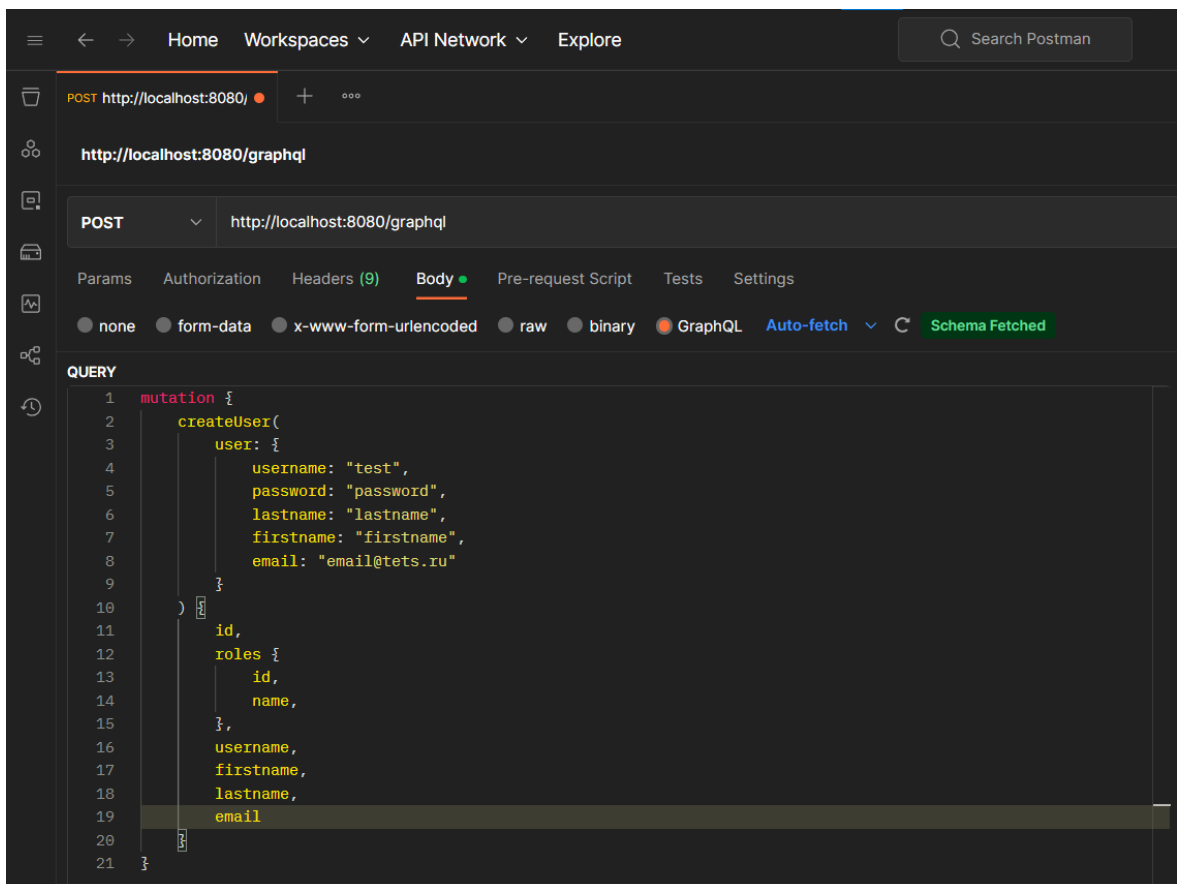 Home Workspaces API Network Explore Search Postman
POST http://localhost:8080/
http://localhost:8080/graphql
POST http://localhost:8080/graphql
Params Authorization Headers (9) Body Pre-request Script Tests Settings
none form-data x-www-form-urlencoded raw binary GraphQL Auto-fetch Schema Fetched
QUERY
1 mutation {
2 createUser(
3 user: {
4 username: "test",
5 password: "password",
6 lastname: "lastname",
7 firstname: "firstname",
8 email: "email@tets.ru"
9 }
10 ) {
11 id,
12 roles {
13 id,
14 name,
15 },
16 username,
17 firstname,
18 lastname,
19 email
20 }
21 }